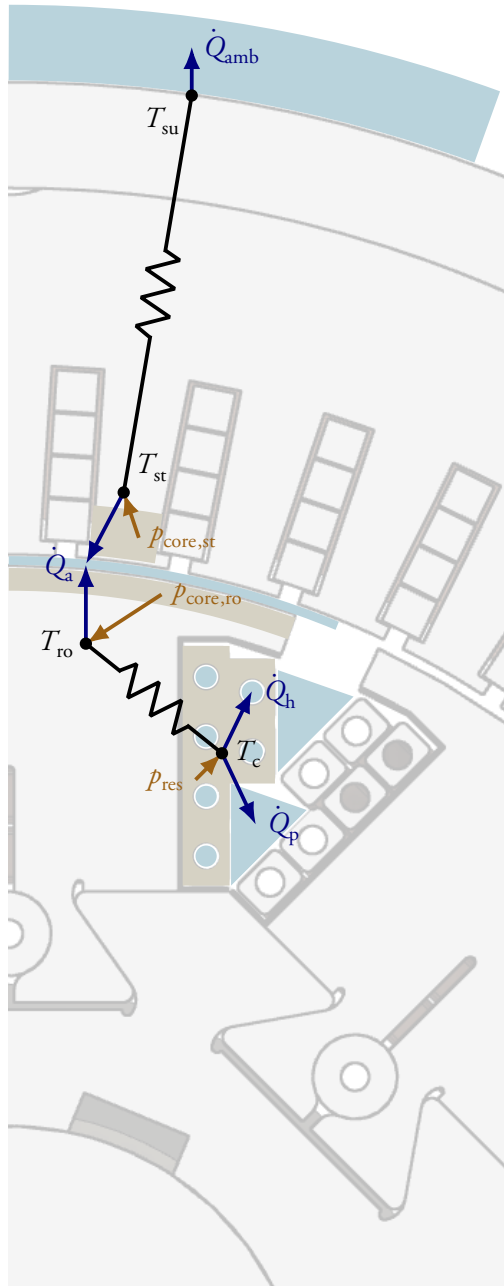 Q̇amb
Tsu
Tst
pcore,st
Q̇a
pcore,ro
Tro
Q̇h
Tc
pres
Q̇p